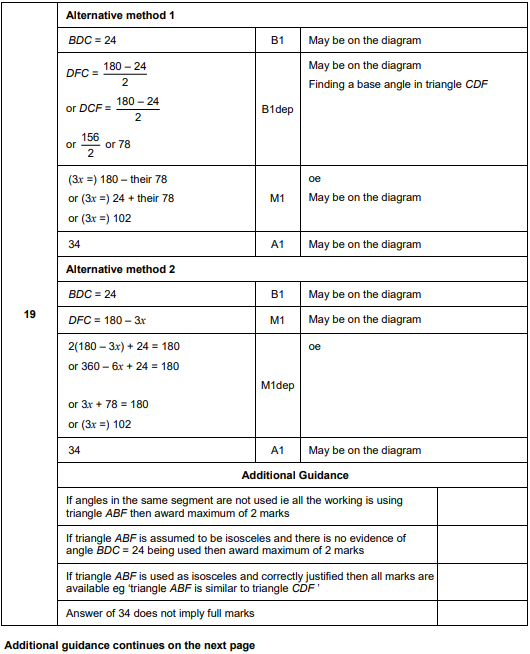 Alternative method 1
BDC = 24
B1
May be on the diagram
DFC = 180 – 24
2
or DCF = 180 – 24
2
or 156
2
or 78
B1dep
May be on the diagram
Finding a base angle in triangle CDF
(3x =) 180 – their 78
or (3x =) 24 + their 78
or (3x =) 102
M1
oe
May be on the diagram
34
A1
May be on the diagram
Alternative method 2
19
BDC = 24
B1
May be on the diagram
DFC = 180 – 3x
M1
May be on the diagram
2(180 – 3x) + 24 = 180
or 360 – 6x + 24 = 180
or 3x + 78 = 180
or (3x =) 102
M1dep
oe
34
A1
May be on the diagram
Additional Guidance
If angles in the same segment are not used ie all the working is using
triangle ABF then award maximum of 2 marks
If triangle ABF is assumed to be isosceles and there is no evidence of
angle BDC = 24 being used then award maximum of 2 marks
If triangle ABF is used as isosceles and correctly justified then all marks are
available eg ‘triangle ABF is similar to triangle CDF ’
Answer of 34 does not imply full marks
Additional guidance continues on the next page